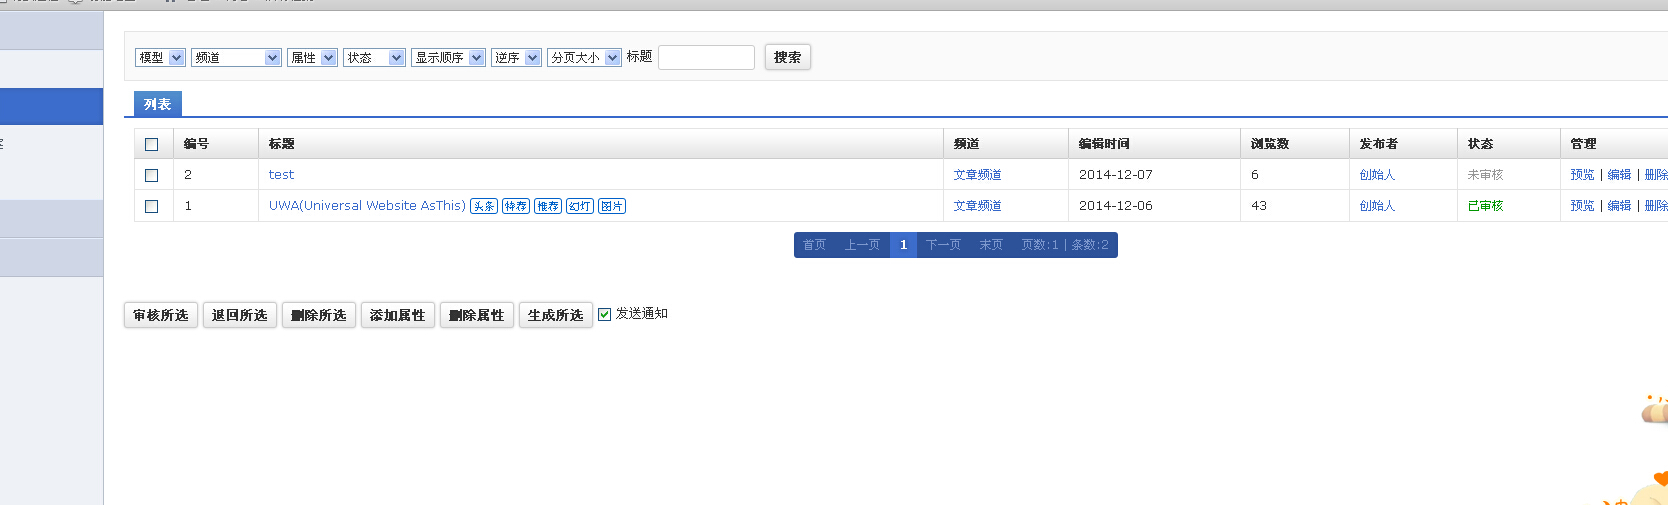 模型 频道 属性 状态 显示顺序 逆序 分页大小 标题 搜索
列表
编号 标题 频道 编辑时间 浏览数 发布者 状态 管理
2 test 文章频道 2014-12-07 6 创始人 未审核 预览 | 编辑 | 删除
1 UWA(Universal Website AsThis) 头条 特荐 推荐 幻灯 图片 文章频道 2014-12-06 43 创始人 已审核 预览 | 编辑 | 删除
首页 上一页 1 下一页 末页 页数:1 | 条数:2
审核所选 退回所选 删除所选 添加属性 删除属性 生成所选 发送通知